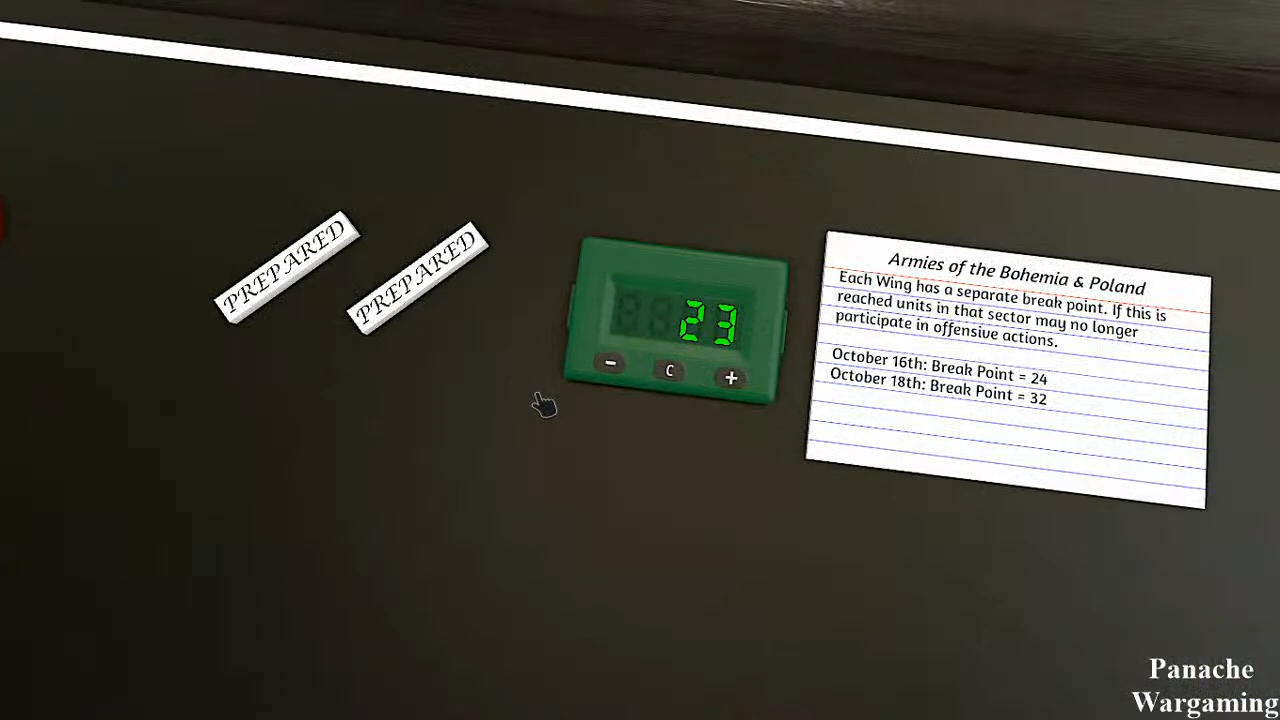 PREPARED
PREPARED
23
- C +
Armies of the Bohemia & Poland
Each Wing has a separate break point. If this is
reached units in that sector may no longer
participate in offensive actions.
October 16th: Break Point = 24
October 18th: Break Point = 32
Panache
Wargaming